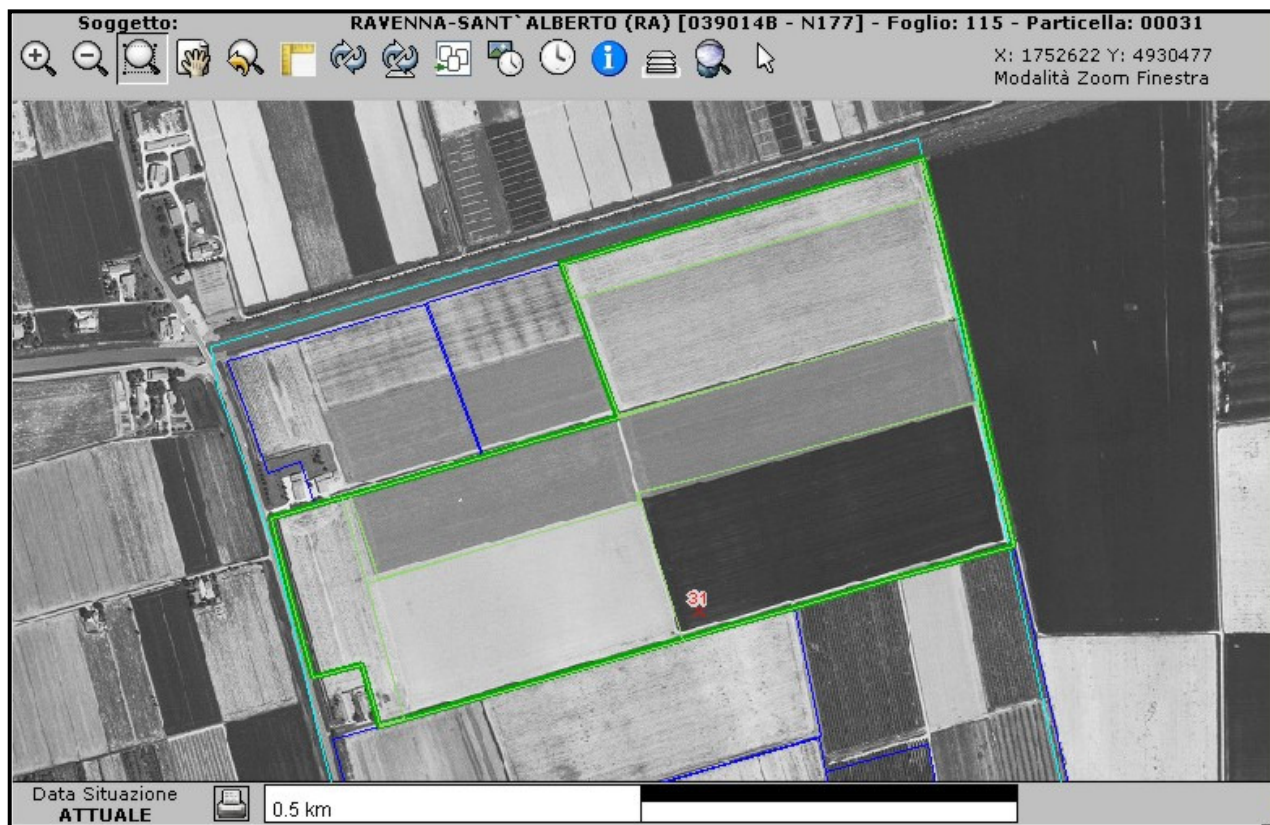 Soggetto: RAVENNA-SANT`ALBERTO (RA) [039014B - N177] - Foglio: 115 - Particella: 00031
X: 1752622 Y: 4930477
Modalità Zoom Finestra
31
Data Situazione
ATTUALE
0.5 km